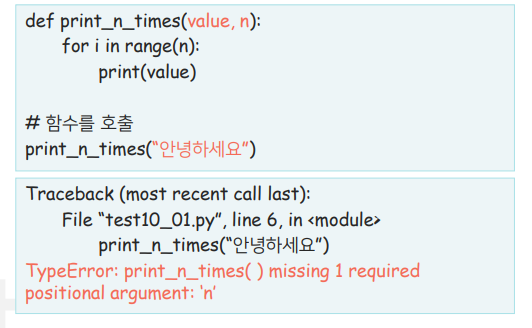 def print_n_times(value, n):
for i in range(n):
print(value)
# 함수를 호출
print_n_times(“안녕하세요”)
Traceback (most recent call last):
File “test10_01.py”, line 6, in <module>
print_n_times(“안녕하세요”)
TypeError: print_n_times( ) missing 1 required
positional argument: ‘n’